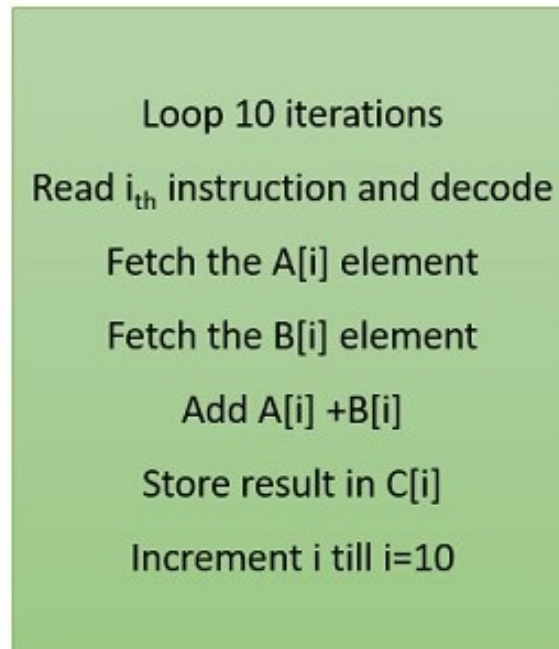 Loop 10 iterations
Read ith instruction and decode
Fetch the A[i] element
Fetch the B[i] element
Add A[i] +B[i]
Store result in C[i]
Increment i till i=10